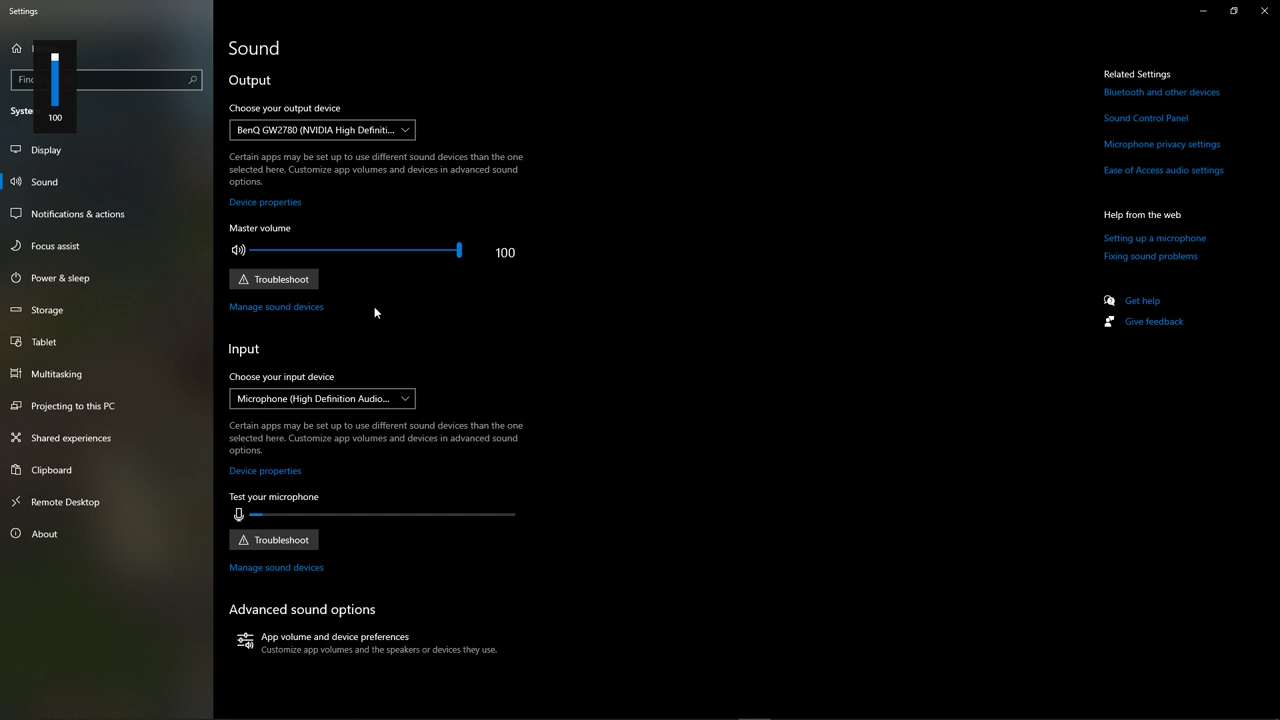 Settings
Find
System
100
Display
Sound
Notifications & actions
Focus assist
Power & sleep
Storage
Tablet
Multitasking
Projecting to this PC
Shared experiences
Clipboard
Remote Desktop
About
Sound
Output
Choose your output device
BenQ GW2780 (NVIDIA High Definiti...
Certain apps may be set up to use different sound devices than the one
selected here. Customize app volumes and devices in advanced sound
options.
Device properties
Master volume
100
Troubleshoot
Manage sound devices
Input
Choose your input device
Microphone (High Definition Audio...
Certain apps may be set up to use different sound devices than the one
selected here. Customize app volumes and devices in advanced sound
options.
Device properties
Test your microphone
Troubleshoot
Manage sound devices
Advanced sound options
App volume and device preferences
Customize app volumes and the speakers or devices they use.
Related Settings
Bluetooth and other devices
Sound Control Panel
Microphone privacy settings
Ease of Access audio settings
Help from the web
Setting up a microphone
Fixing sound problems
Get help
Give feedback